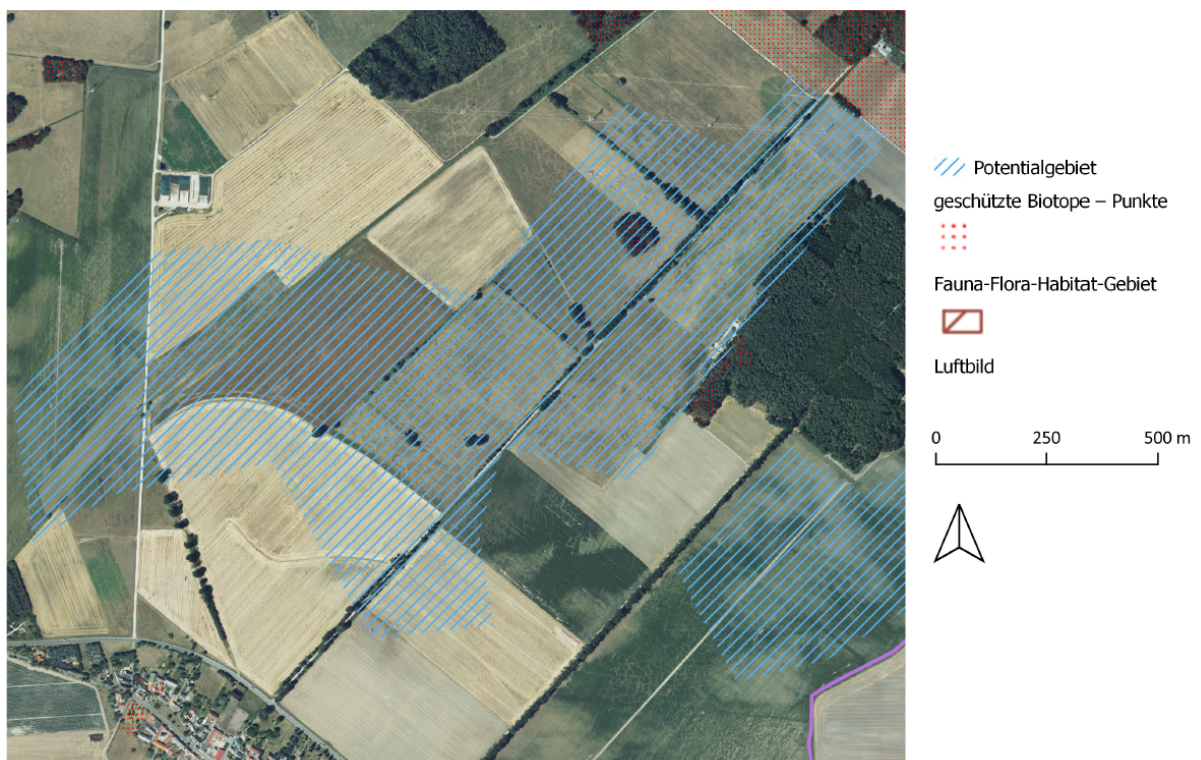 Potentialgebiet
geschützte Biotope – Punkte
Fauna-Flora-Habitat-Gebiet
Luftbild
0 250 500 m